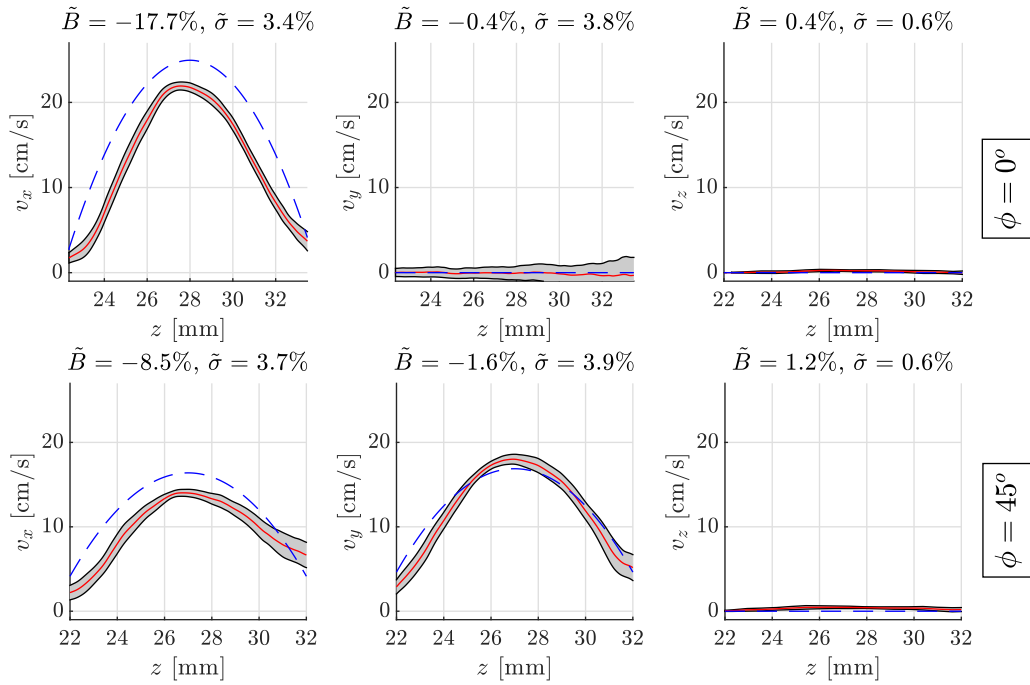 B̃ = −17.7%, σ̃ = 3.4%
B̃ = −0.4%, σ̃ = 3.8%
B̃ = 0.4%, σ̃ = 0.6%
v_x [cm/s]
20
10
0
24 26 28 30 32
z [mm]
v_y [cm/s]
20
10
0
24 26 28 30 32
z [mm]
v_z [cm/s]
20
10
0
22 24 26 28 30 32
z [mm]
ϕ = 0°
B̃ = −8.5%, σ̃ = 3.7%
B̃ = −1.6%, σ̃ = 3.9%
B̃ = 1.2%, σ̃ = 0.6%
v_x [cm/s]
20
10
0
22 24 26 28 30 32
z [mm]
v_y [cm/s]
20
10
0
22 24 26 28 30 32
z [mm]
v_z [cm/s]
20
10
0
22 24 26 28 30 32
z [mm]
ϕ = 45°